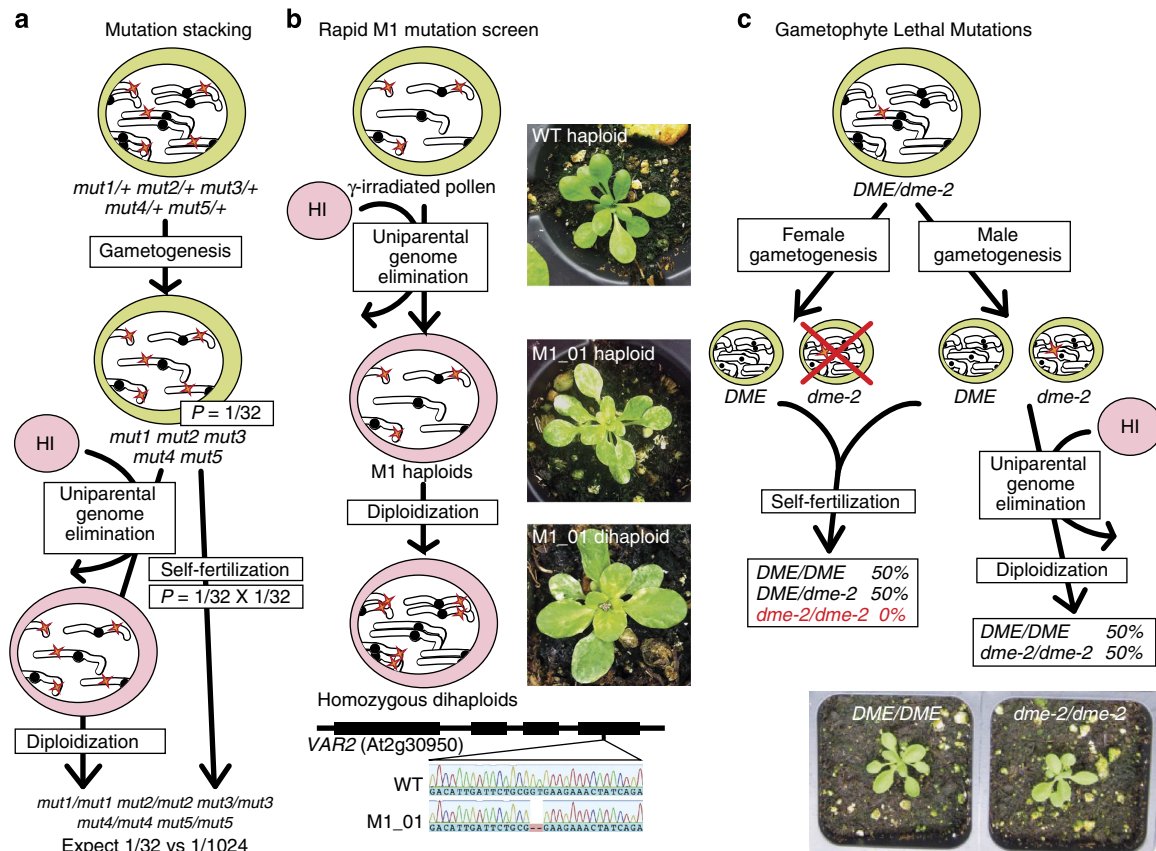 a
Mutation stacking
mut1/+ mut2/+ mut3/+
mut4/+ mut5/+
Gametogenesis
P = 1/32
mut1 mut2 mut3
mut4 mut5
HI
Uniparental
genome
elimination
Self-fertilization
P = 1/32 X 1/32
Diploidization
mut1/mut1 mut2/mut2 mut3/mut3
mut4/mut4 mut5/mut5
Expect 1/32 vs 1/1024
b
Rapid M1 mutation screen
γ-irradiated pollen
HI
Uniparental
genome
elimination
M1 haploids
Diploidization
Homozygous dihaploids
WT haploid
M1_01 haploid
M1_01 dihaploid
VAR2 (At2g30950)
WT
GACATTGATTCTGCGGTGAAGAAACTATCAGA
M1_01
GACATTGATTCTGCG--GAAGAAACTATCAGA
c
Gametophyte Lethal Mutations
DME/dme-2
Female
gametogenesis
Male
gametogenesis
DME dme-2
DME dme-2
HI
Self-fertilization
Uniparental
genome
elimination
DME/DME 50%
DME/dme-2 50%
dme-2/dme-2 0%
Diploidization
DME/DME 50%
dme-2/dme-2 50%
DME/DME
dme-2/dme-2